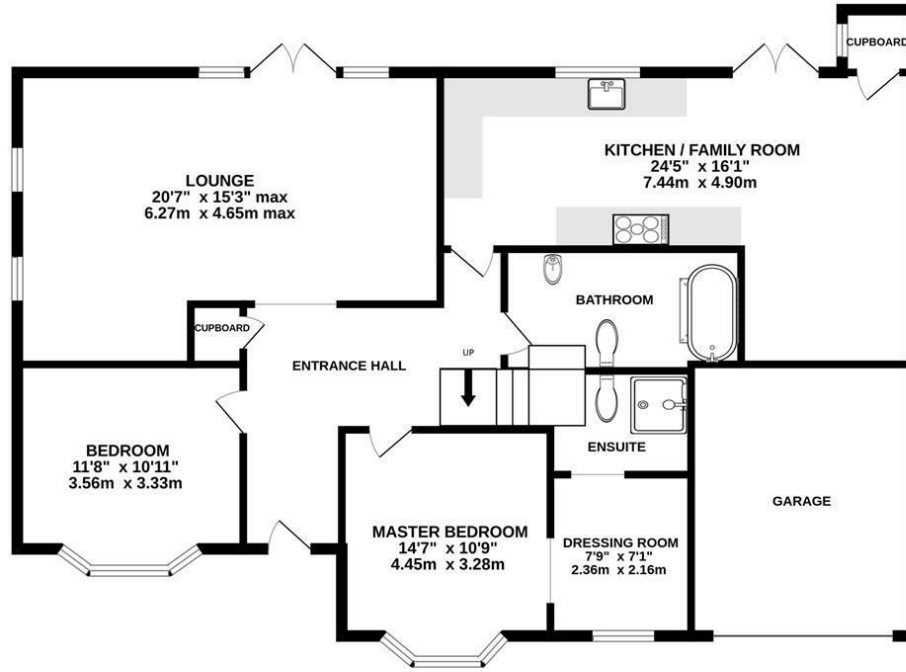 CUPBOARD
KITCHEN / FAMILY ROOM
24'5" x 16'1"
7.44m x 4.90m
LOUNGE
20'7" x 15'3" max
6.27m x 4.65m max
BATHROOM
CUPBOARD
ENTRANCE HALL
UP
BEDROOM
11'8" x 10'11"
3.56m x 3.33m
ENSUITE
MASTER BEDROOM
14'7" x 10'9"
4.45m x 3.28m
DRESSING ROOM
7'9" x 7'1"
2.36m x 2.16m
GARAGE